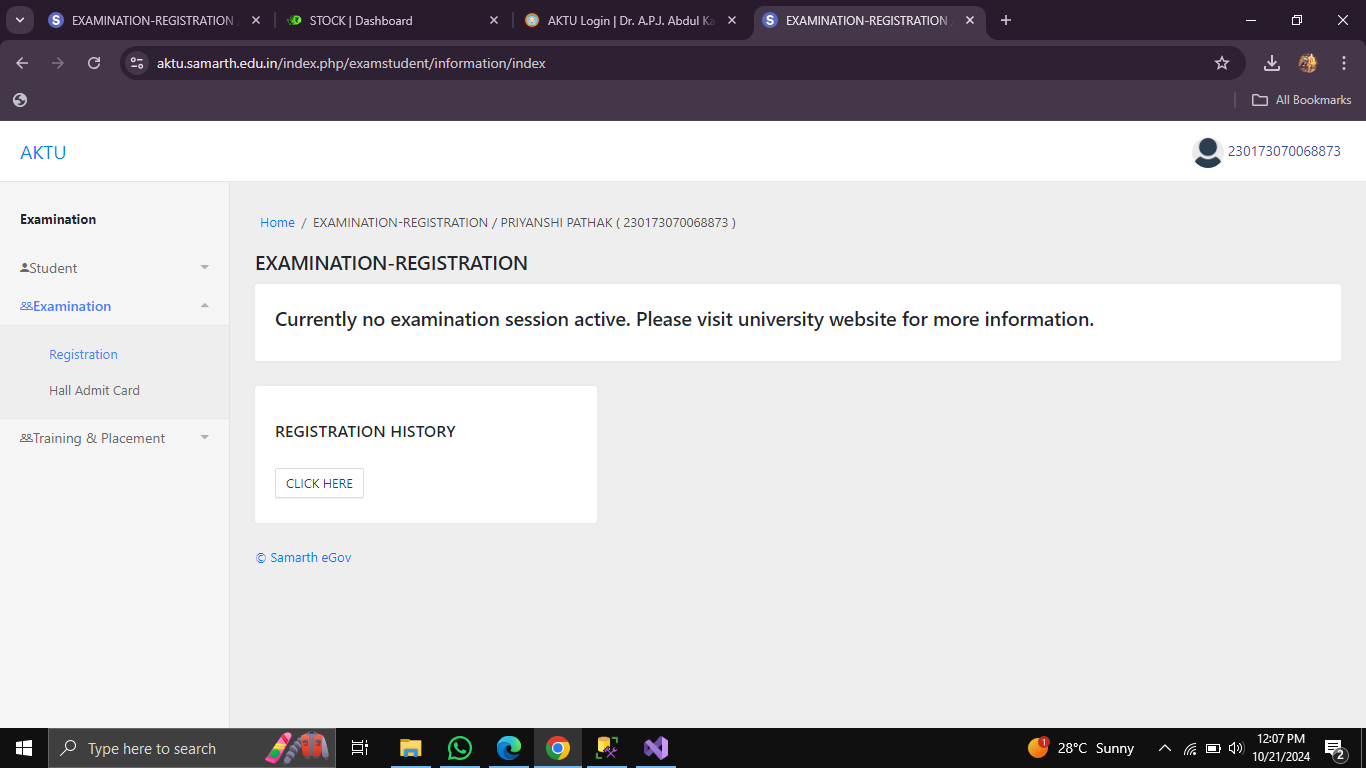 EXAMINATION-REGISTRATION
STOCK | Dashboard
AKTU Login | Dr. A.P.J. Abdul Ka
EXAMINATION-REGISTRATION
aktu.samarth.edu.in/index.php/examstudent/information/index
All Bookmarks
AKTU
230173070068873
Examination
Student
Examination
Registration
Hall Admit Card
Training & Placement
Home / EXAMINATION-REGISTRATION / PRIYANSHI PATHAK ( 230173070068873 )
EXAMINATION-REGISTRATION
Currently no examination session active. Please visit university website for more information.
REGISTRATION HISTORY
CLICK HERE
© Samarth eGov
Type here to search
1
28°C Sunny
12:07 PM
10/21/2024
2